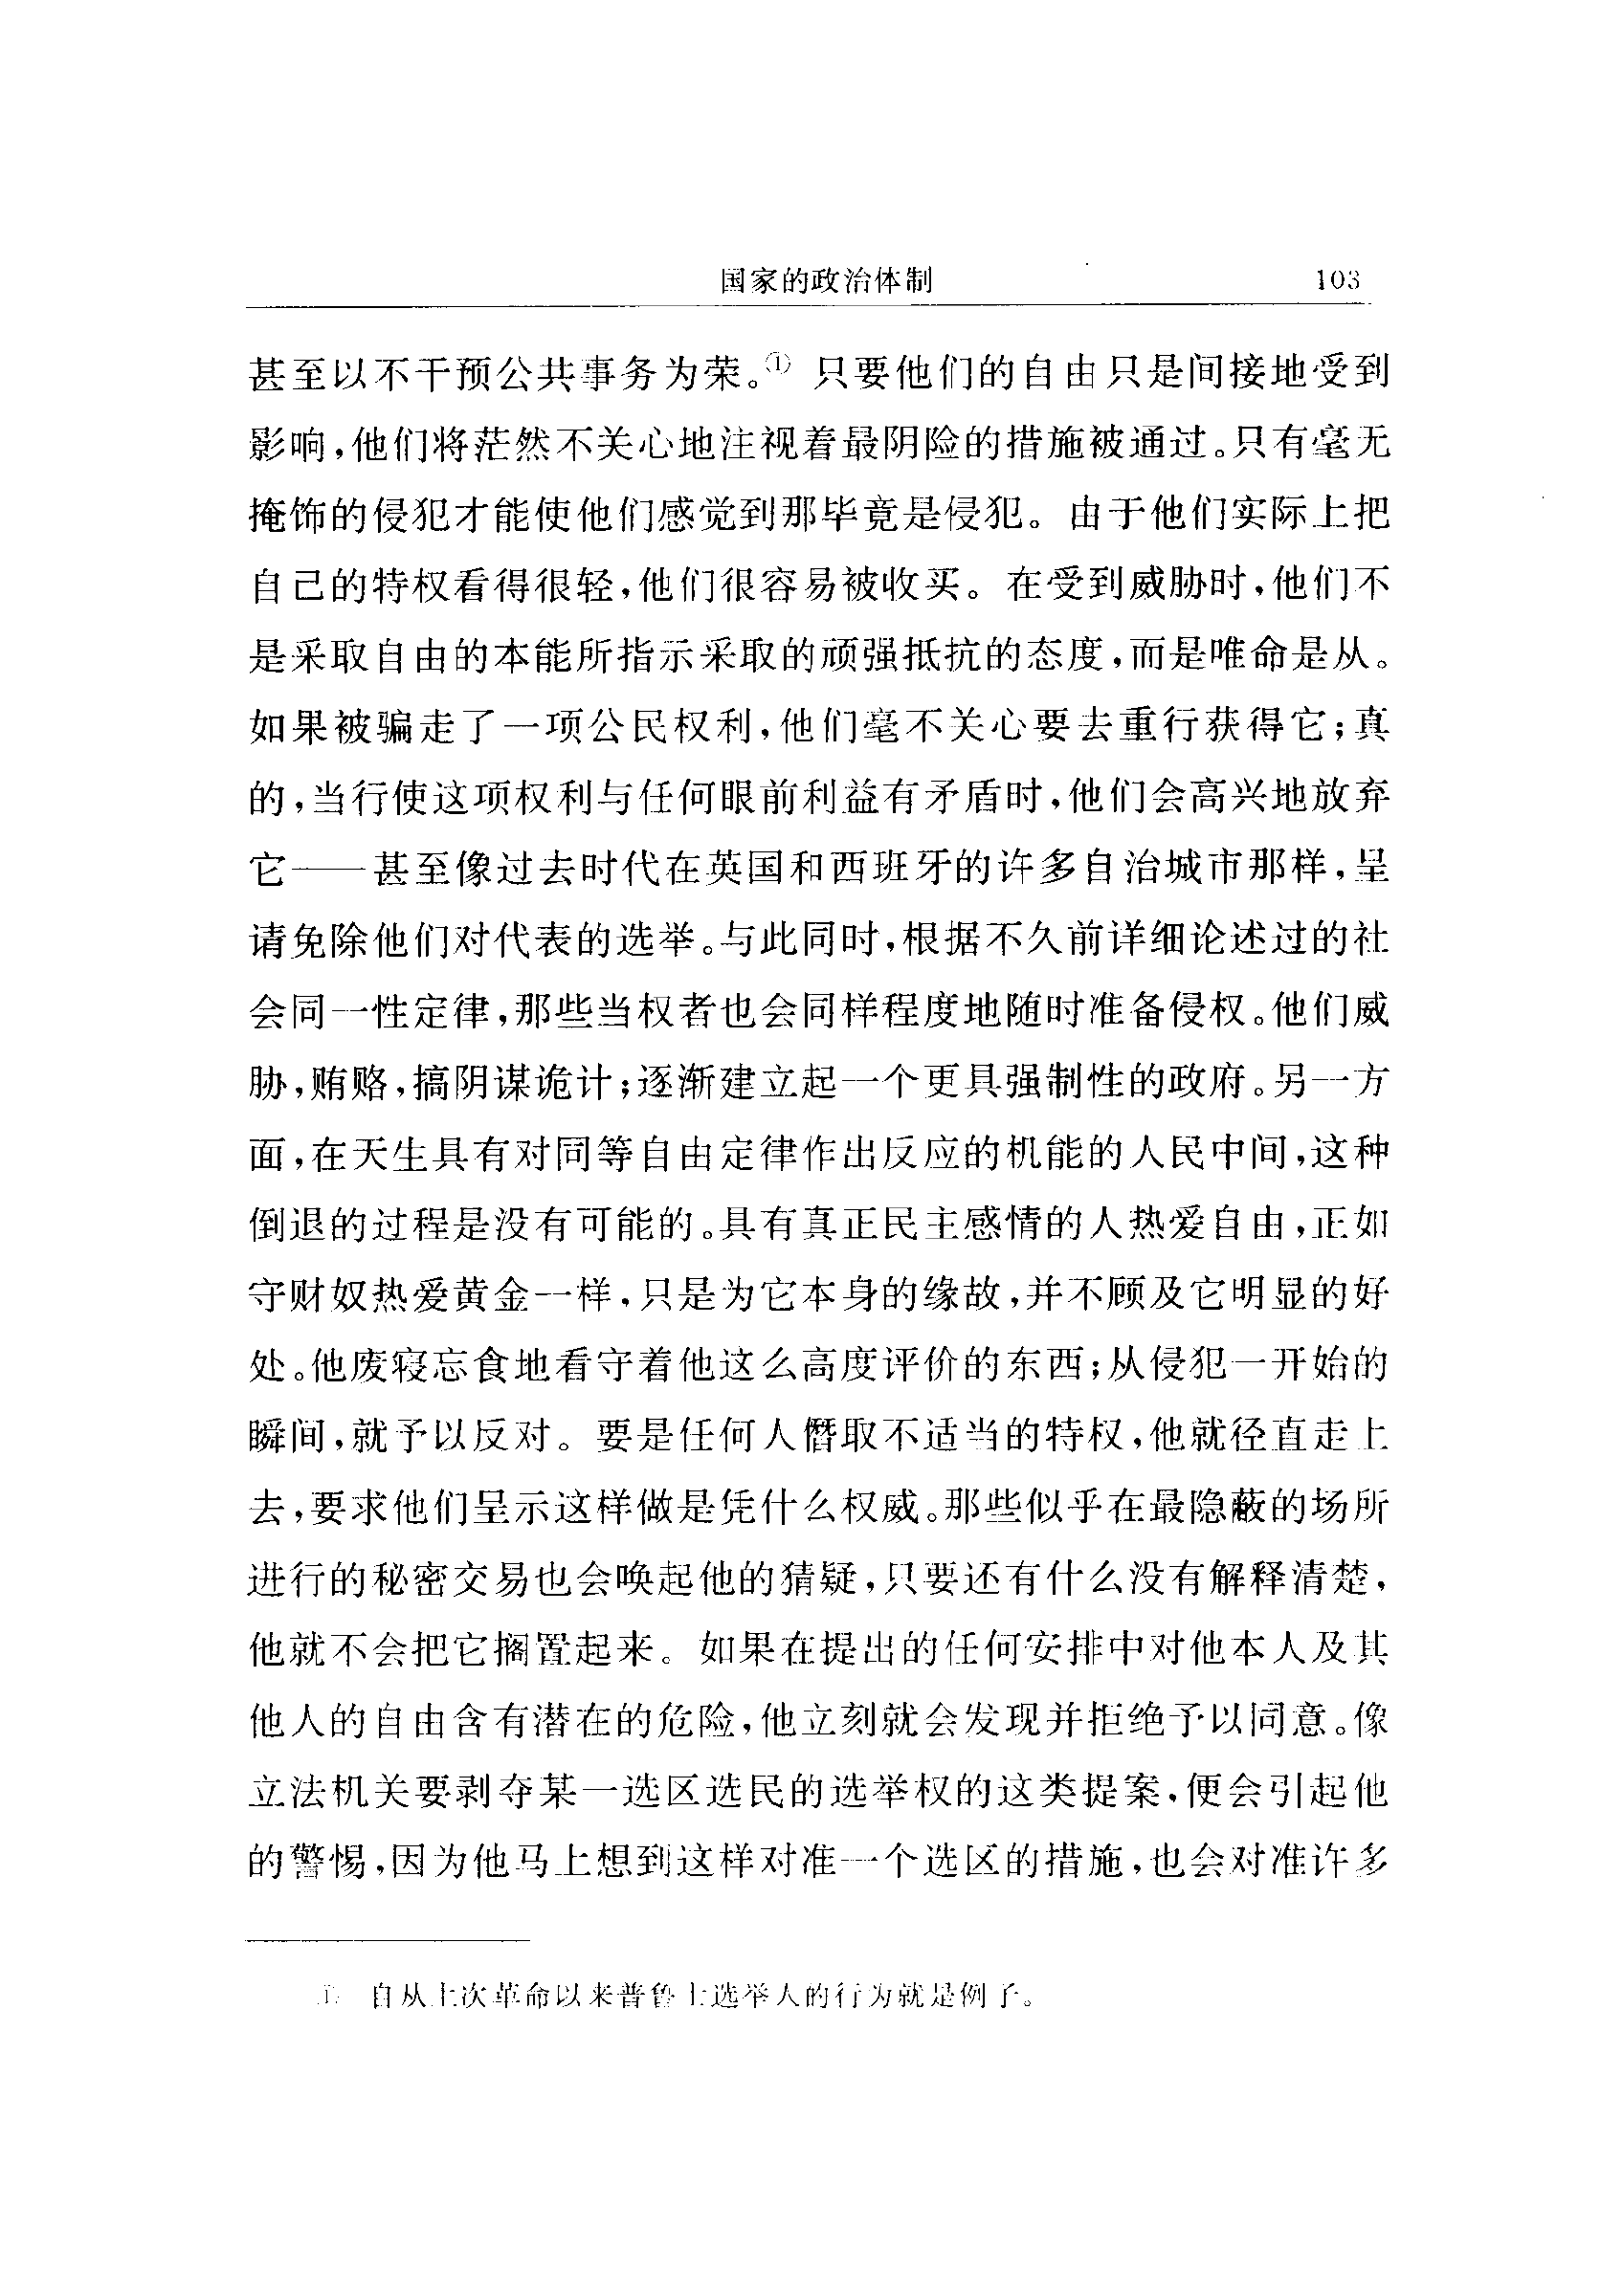 国家的政治体制 103
甚至以不干预公共事务为荣。① 只要他们的自由只是间接地受到
影响，他们将茫然不关心地注视着最阴险的措施被通过。只有毫无
掩饰的侵犯才能使他们感觉到那毕竟是侵犯。由于他们实际上把
自己的特权看得很轻，他们很容易被收买。在受到威胁时，他们不
是采取自由的本能所指示采取的顽强抵抗的态度，而是唯命是从。
如果被骗走了一项公民权利，他们毫不关心要去重行获得它；真
的，当行使这项权利与任何眼前利益有矛盾时，他们会高兴地放弃
它——甚至像过去时代在英国和西班牙的许多自治城市那样，呈
请免除他们对代表的选举。与此同时，根据不久前详细论述过的社
会同一性定律，那些当权者也会同样程度地随时准备侵权。他们威
胁，贿赂，搞阴谋诡计；逐渐建立起一个更具强制性的政府。另一方
面，在天生具有对同等自由定律作出反应的机能的人民中间，这种
倒退的过程是没有可能的。具有真正民主感情的人热爱自由，正如
守财奴热爱黄金一样，只是为它本身的缘故，并不顾及它明显的好
处。他废寝忘食地看守着他这么高度评价的东西；从侵犯一开始的
瞬间，就予以反对。要是任何人僭取不适当的特权，他就径直走上
去，要求他们呈示这样做是凭什么权威。那些似乎在最隐蔽的场所
进行的秘密交易也会唤起他的猜疑，只要还有什么没有解释清楚，
他就不会把它搁置起来。如果在提出的任何安排中对他本人及其
他人的自由含有潜在的危险，他立刻就会发现并拒绝予以同意。像
立法机关要剥夺某一选区选民的选举权的这类提案，便会引起他
的警惕，因为他马上想到这样对准一个选区的措施，也会对准许多
① 自从上次革命以来普鲁士选举人的行为就是例子。